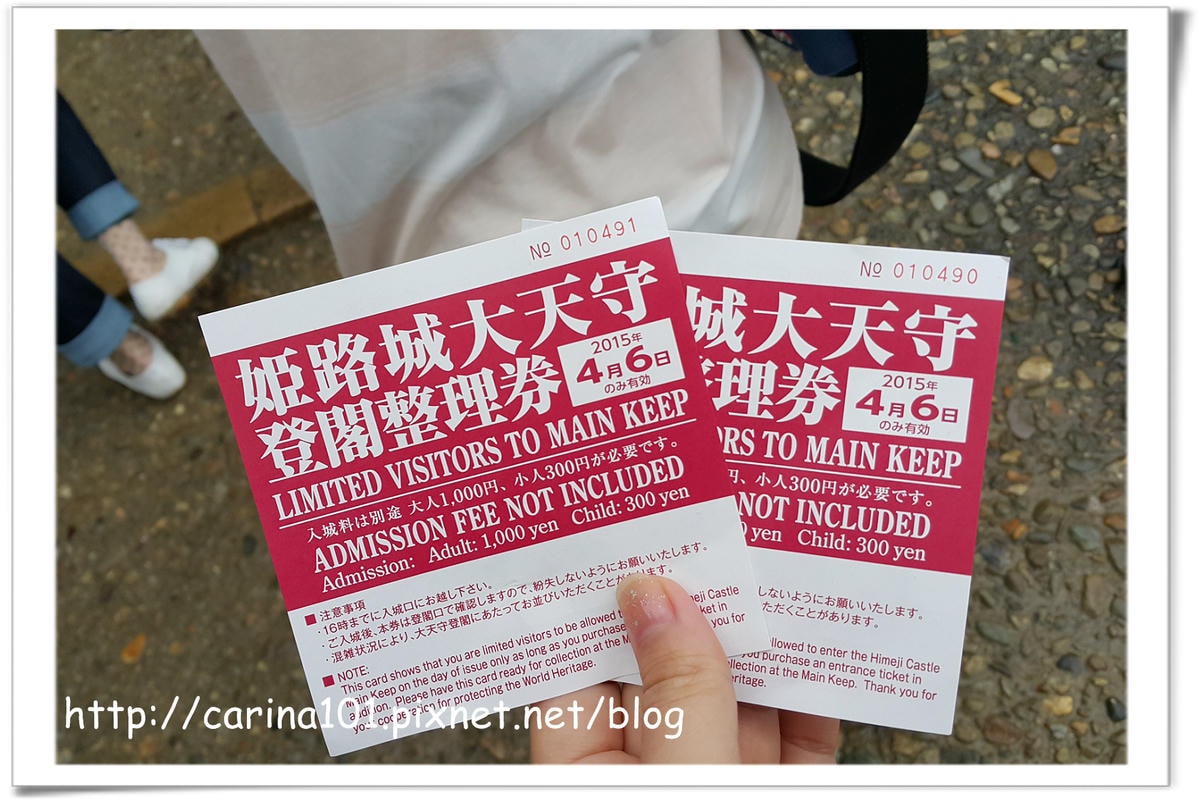 № 010491
姫路城大天守
登閣整理券
2015年
4月6日
のみ有効
LIMITED VISITORS TO MAIN KEEP
入城料は別途 大人1,000円、小人300円が必要です。
ADMISSION FEE NOT INCLUDED
Admission: Adult: 1,000 yen Child: 300 yen
■ 注意事項
・16時までに入城口にお越し下さい。
・ご入城後、本券は登閣口で確認しますので、紛失しないようにお願いいたします。
・混雑状況により、大天守登閣にあたってお並びいただくことがあります。
■ NOTE:
This card shows that you are limited visitors to be allowed Himeji Castle
Main Keep on the day of issue only as long as you purchase ticket in
audition. Please have this card ready for collection at the M you for
your cooperation for protecting the World Heritage.
№ 010490
城大天守
理券
2015年
4月6日
のみ有効
ORS TO MAIN KEEP
円、小人300円が必要です。
NOT INCLUDED
yen Child: 300 yen
しないようにお願いいたします。
ただくことがあります。
allowed to enter the Himeji Castle
you purchase an entrance ticket in
collection at the Main Keep. Thank you for
eritage.
http://carina101.pixnet.net/blog